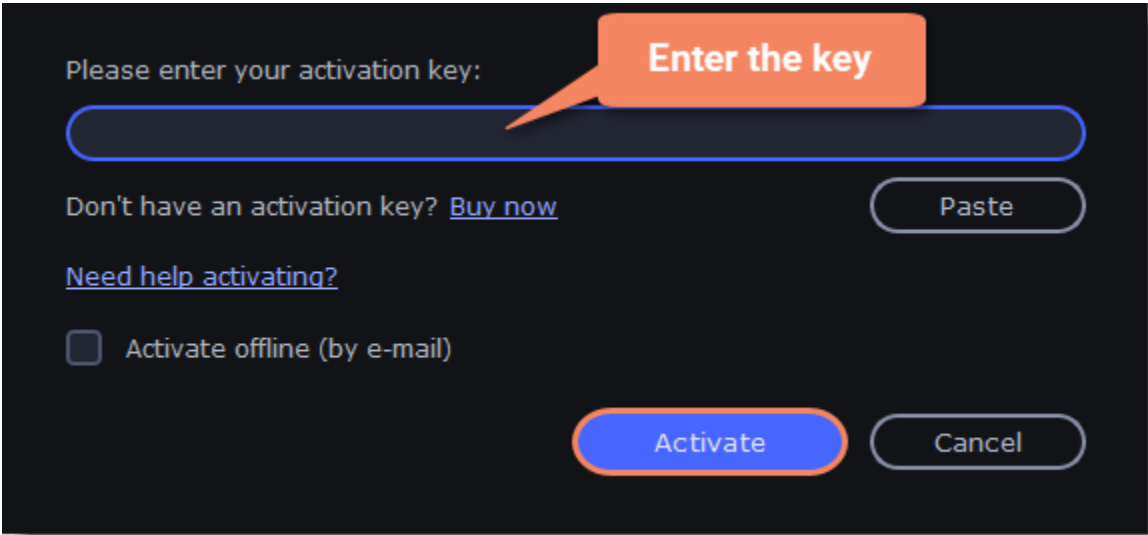 Enter the key
Please enter your activation key:
Don't have an activation key? Buy now
Paste
Need help activating?
Activate offline (by e-mail)
Activate
Cancel